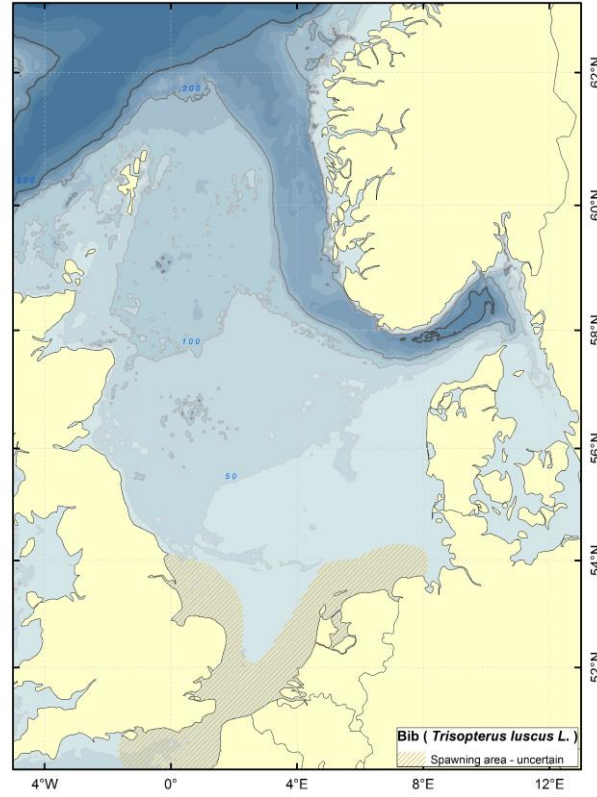 62°N
200
200
60°N
58°N
100
56°N
50
54°N
52°N
Bib ( Trisopterus luscus L. )
Spawning area - uncertain
4°W 0° 4°E 8°E 12°E